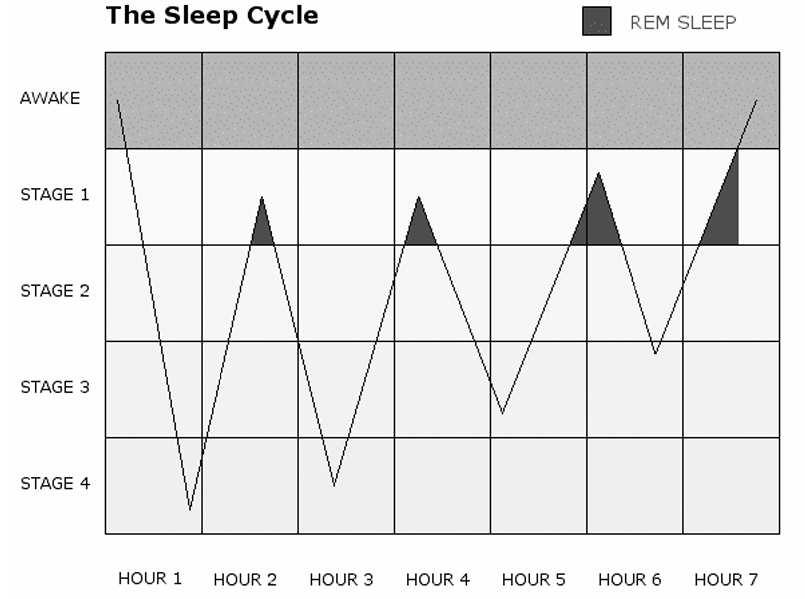 The Sleep Cycle
REM SLEEP
AWAKE
STAGE 1
STAGE 2
STAGE 3
STAGE 4
HOUR 1 HOUR 2 HOUR 3 HOUR 4 HOUR 5 HOUR 6 HOUR 7